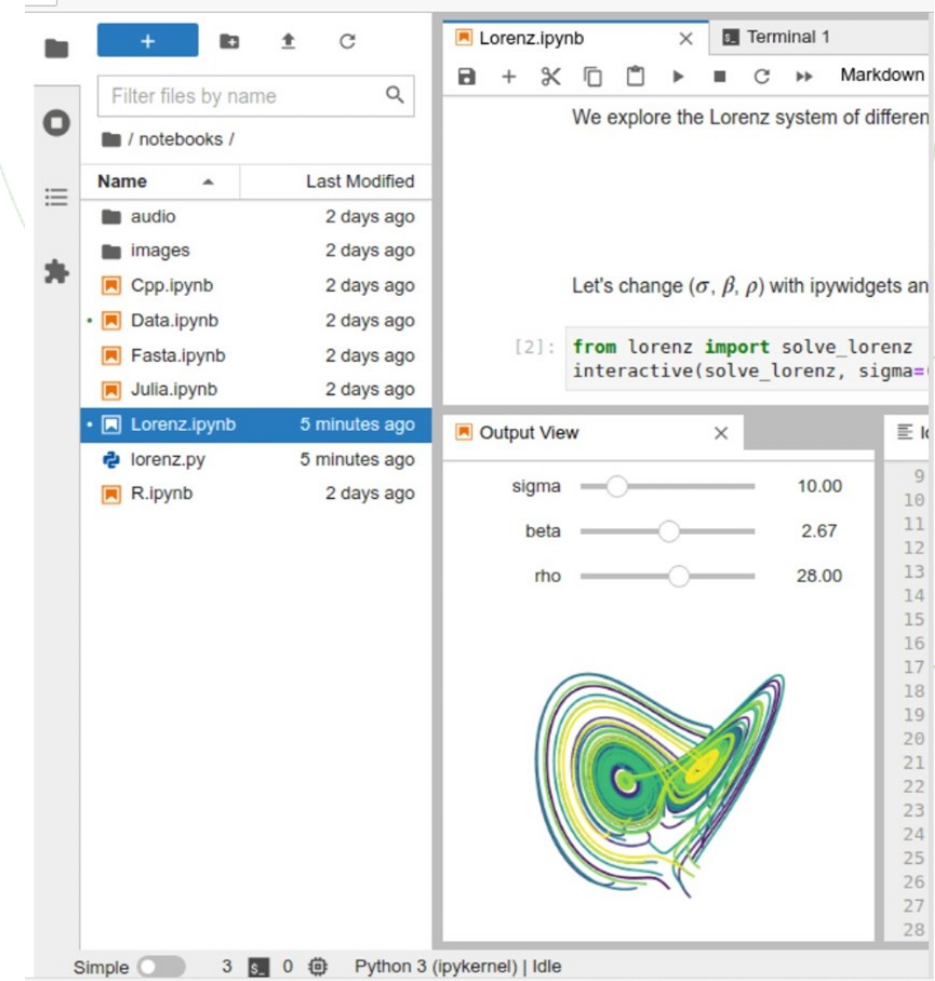 Filter files by name
/ notebooks /
Name Last Modified
audio 2 days ago
images 2 days ago
Cpp.ipynb 2 days ago
Data.ipynb 2 days ago
Fasta.ipynb 2 days ago
Julia.ipynb 2 days ago
Lorenz.ipynb 5 minutes ago
lorenz.py 5 minutes ago
R.ipynb 2 days ago
Lorenz.ipynb
Terminal 1
Markdown
We explore the Lorenz system of differen
Let's change (σ, β, ρ) with ipywidgets an
[2]: from lorenz import solve_lorenz
interactive(solve_lorenz, sigma=
Output View
sigma 10.00
beta 2.67
rho 28.00
9
10
11
12
13
14
15
16
17
18
19
20
21
22
23
24
25
26
27
28
Simple 3 $_ 0 Python 3 (ipykernel) | Idle